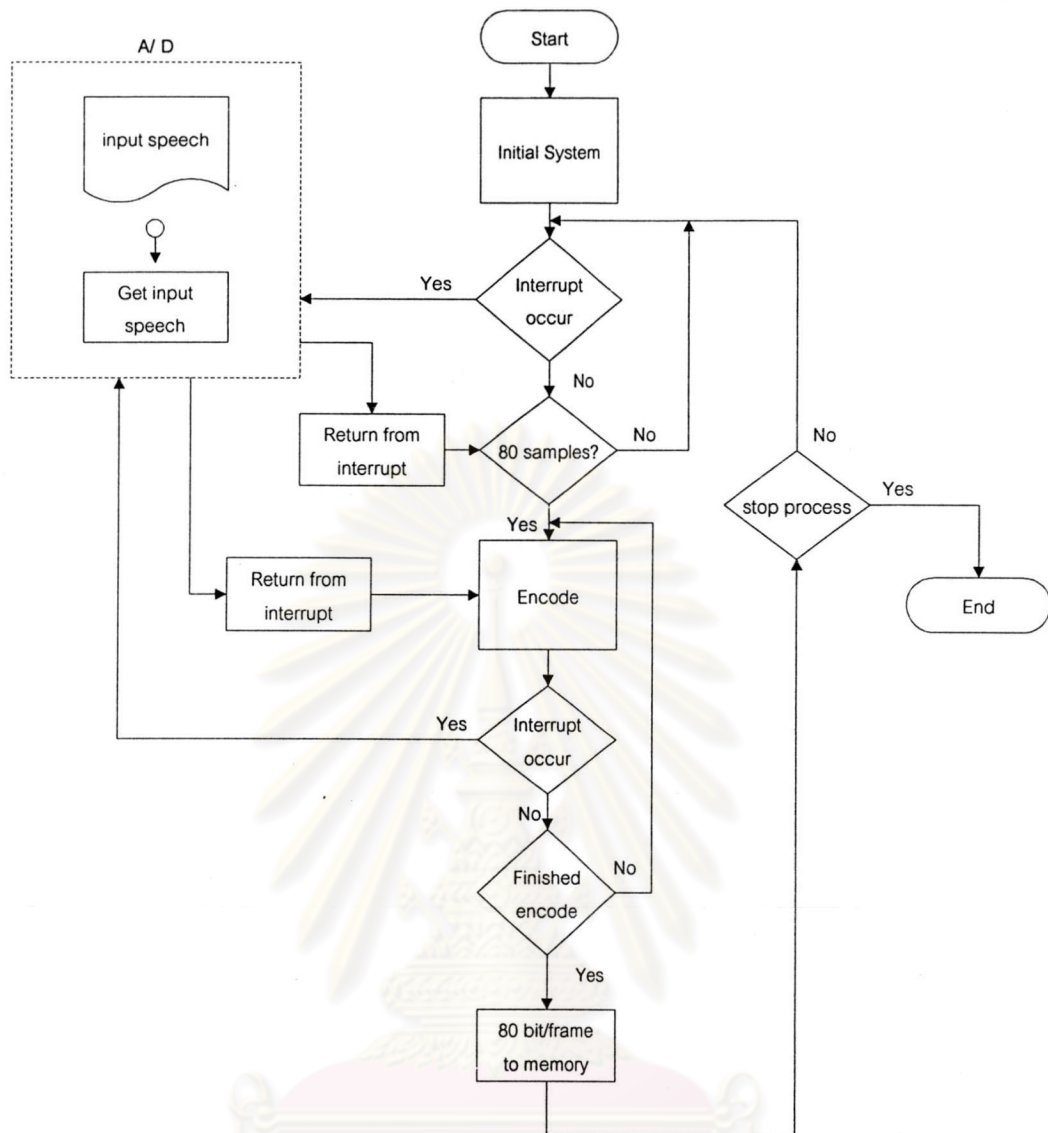 Start
A/ D
input speech
Initial System
Get input
speech
Yes
Interrupt
occur
No
Return from
interrupt
80 samples?
No
No
stop process
Yes
Yes
Return from
interrupt
Encode
End
Yes
Interrupt
occur
No
Finished
encode
No
Yes
80 bit/frame
to memory